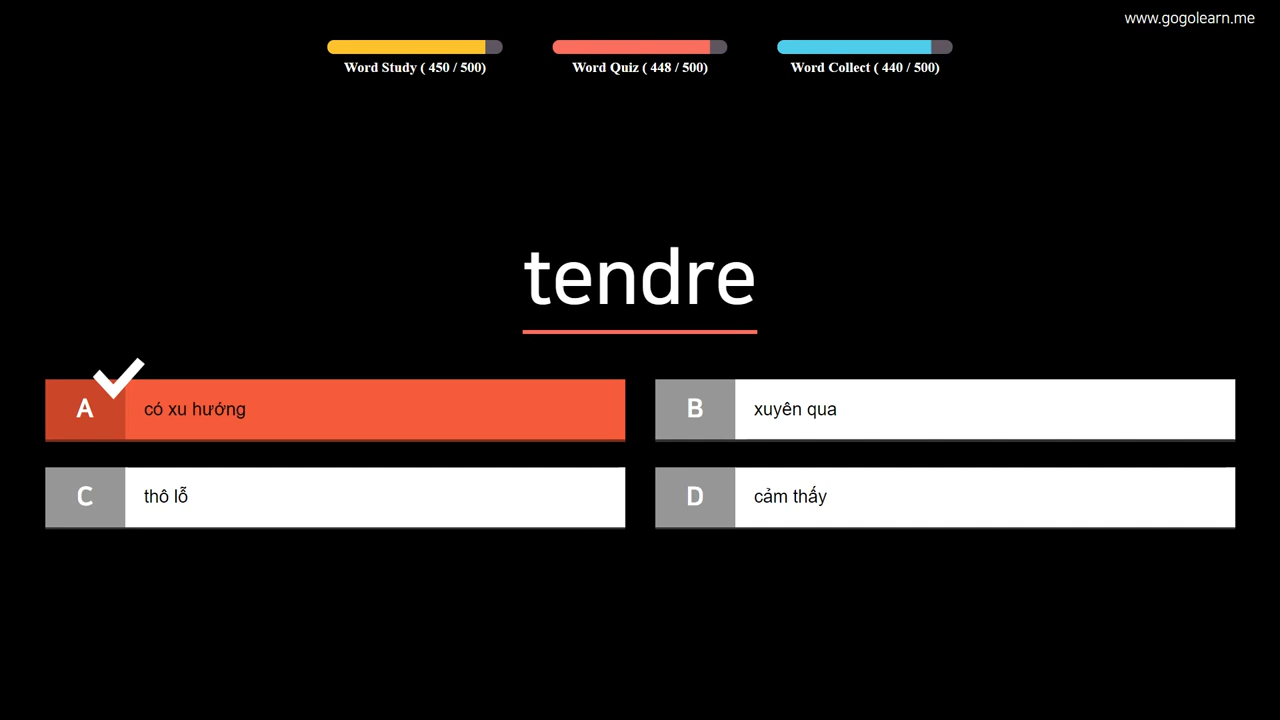 www.gogolearn.me
Word Study ( 450 / 500)
Word Quiz ( 448 / 500)
Word Collect ( 440 / 500)
tendre
A có xu hướng
B xuyên qua
C thô lỗ
D cảm thấy